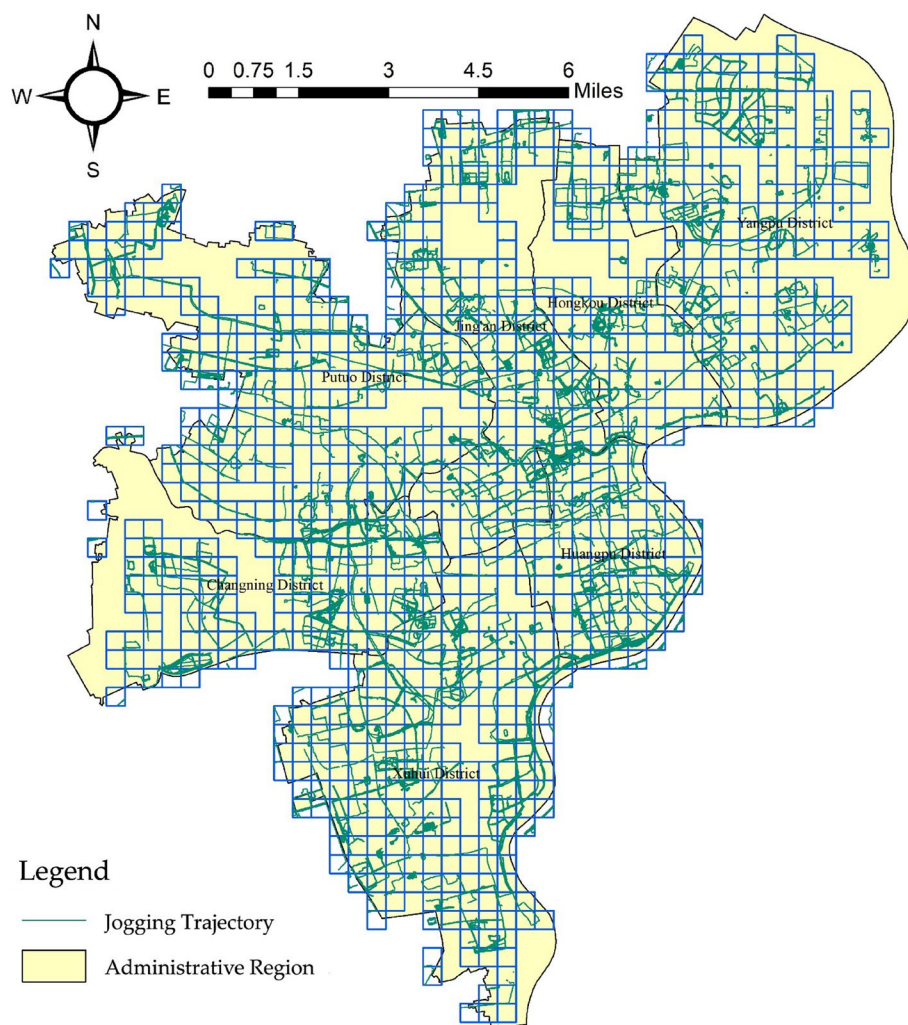 N
W E
S
0 0.75 1.5 3 4.5 6
Miles
Yangpu District
Hongkou District
Jing'an District
Putuo District
Huangpu District
Changning District
Xuhui District
Legend
Jogging Trajectory
Administrative Region